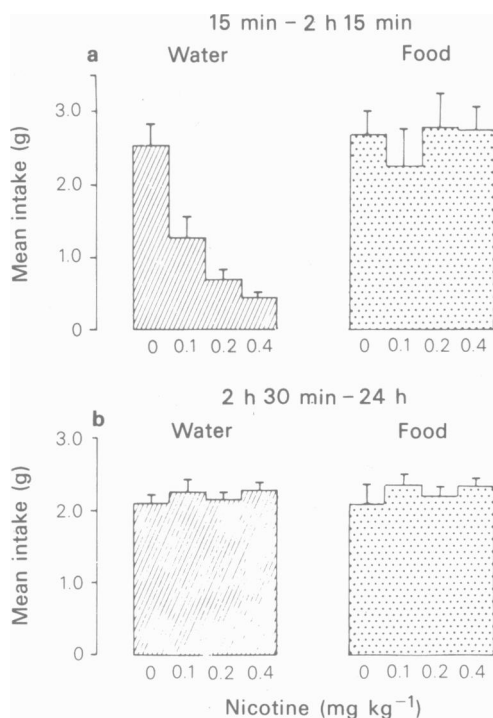 15 min – 2 h 15 min
a
Water
Food
Mean intake (g)
3.0
2.0
1.0
0
0 0.1 0.2 0.4
0 0.1 0.2 0.4
2 h 30 min – 24 h
b
Water
Food
Mean intake (g)
3.0
2.0
1.0
0
0 0.1 0.2 0.4
0 0.1 0.2 0.4
Nicotine (mg kg⁻¹)